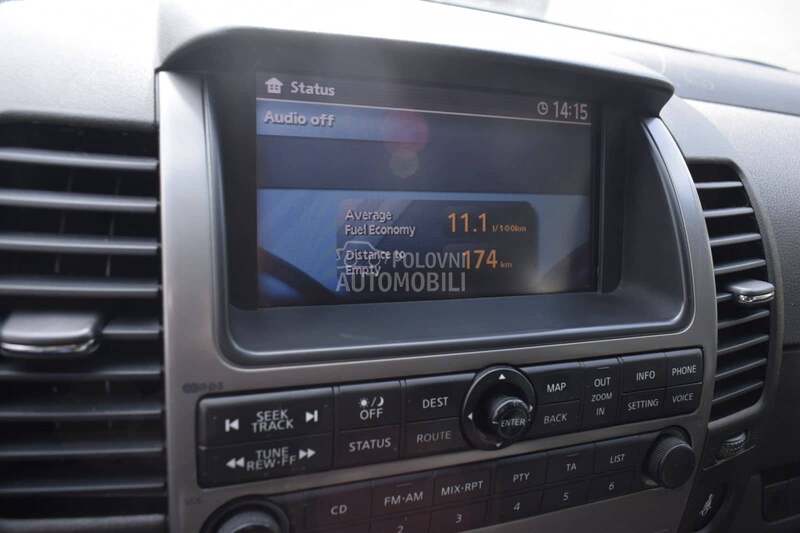 Status
14:15
Audio off
Average
Fuel Economy 11.1 l/100km
Distance to
Empty 174 km
POLOVNI
AUTOMOBILI
SEEK
TRACK
OFF
DEST
MAP
OUT
ZOOM
IN
INFO
PHONE
TUNE
REW·FF
STATUS
ROUTE
ENTER
BACK
SETTING
VOICE
CD
FM·AM
MIX·RPT
PTY
TA
LIST
2
3
4
5
6